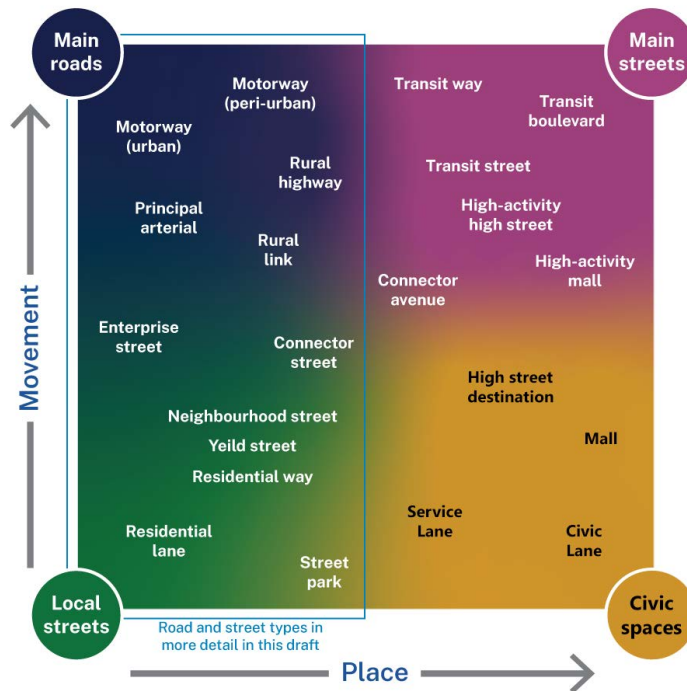 Main
roads
Main
streets
Motorway
(peri-urban)
Transit way
Transit
boulevard
Motorway
(urban)
Rural
highway
Transit street
Principal
arterial
High-activity
high street
Rural
link
High-activity
mall
Connector
avenue
Enterprise
street
Connector
street
High street
destination
Neighbourhood street
Mall
Yeild street
Residential way
Service
Lane
Residential
lane
Civic
Lane
Street
park
Local
streets
Civic
spaces
Road and street types in
more detail in this draft
Movement
Place